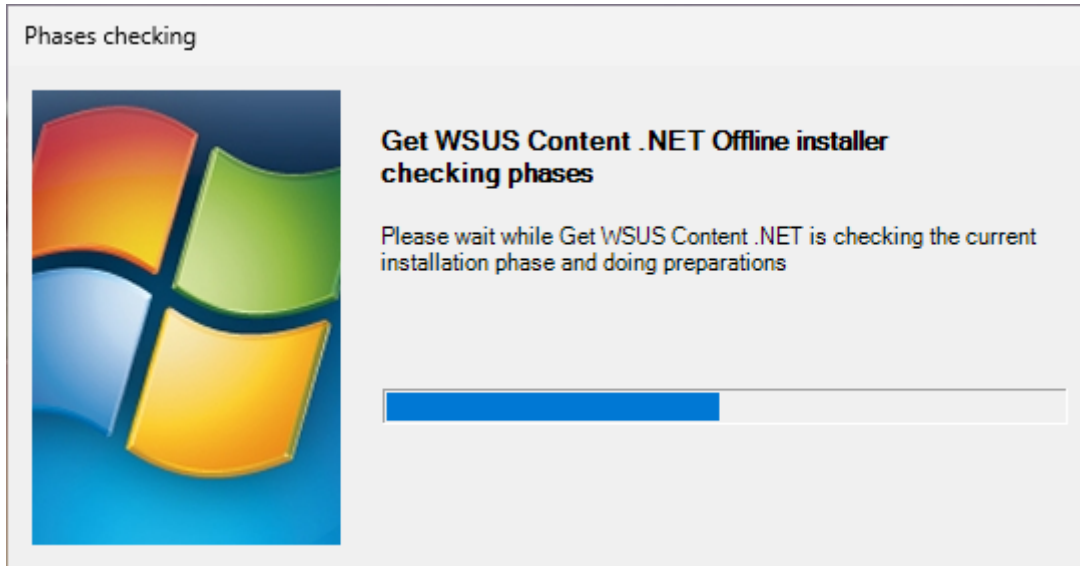 Phases checking
Get WSUS Content .NET Offline installer
checking phases
Please wait while Get WSUS Content .NET is checking the current
installation phase and doing preparations